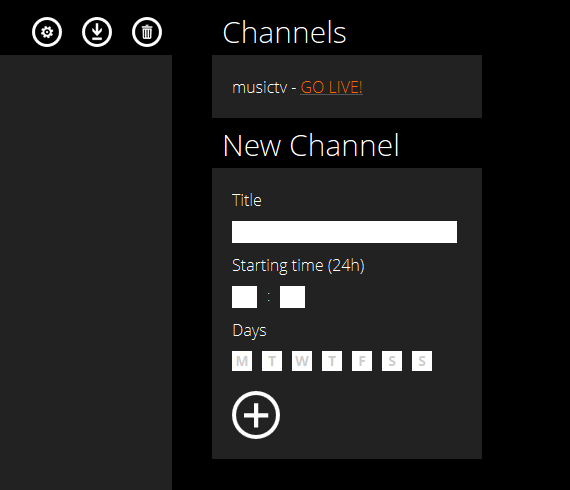 Channels
musictv - GO LIVE!
New Channel
Title
Starting time (24h)
:
Days
M T W T F S S